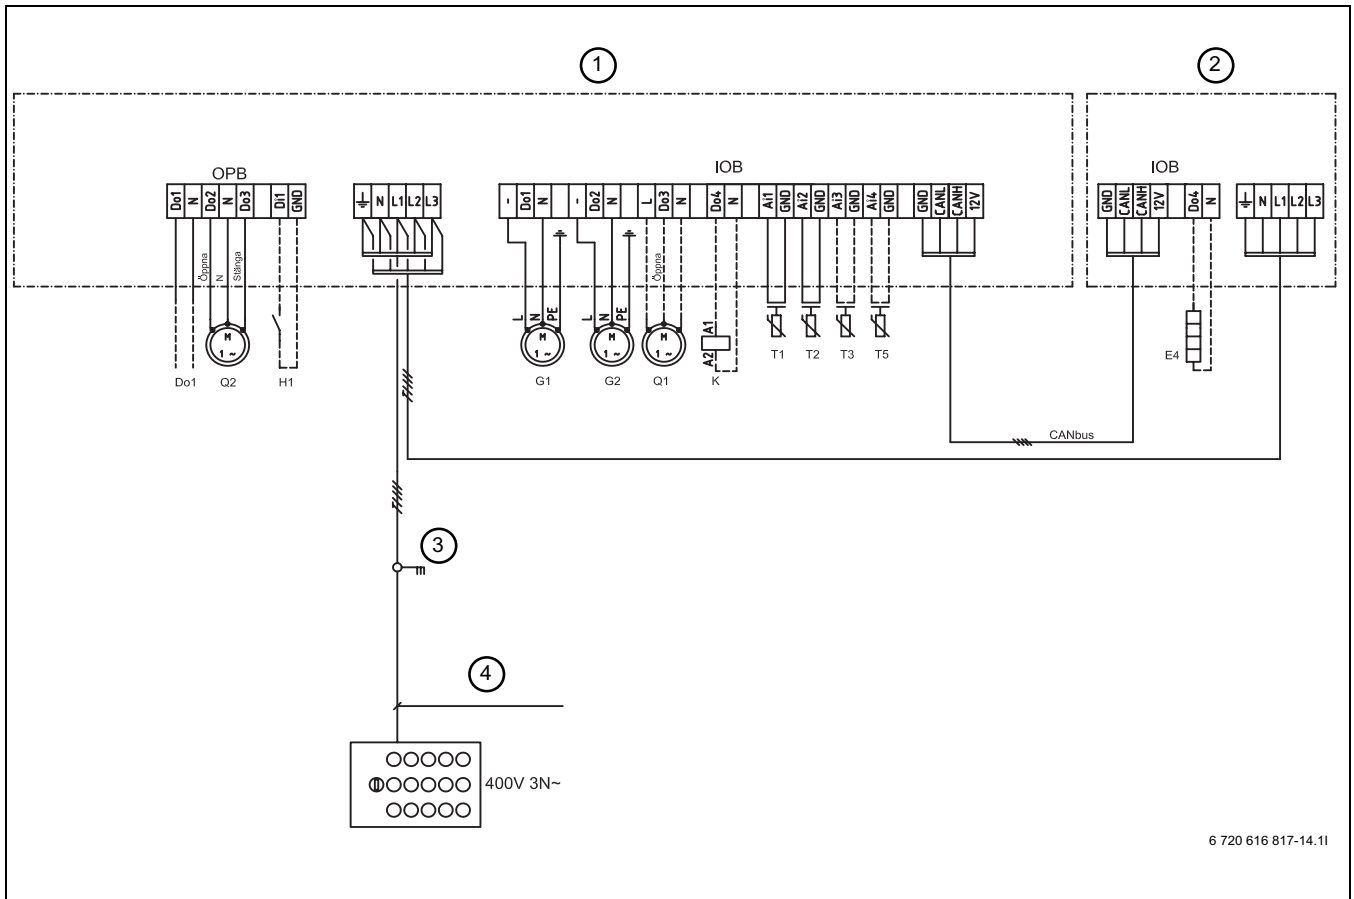 1
2
OPB
IOB
IOB
Do1 N Do2 N Do3 Di1 GND
N L1 L2 L3
- Do1 N - Do2 N L Do3 N Do4 N Ai1 GND Ai2 GND Ai3 GND Ai4 GND GND CANL CANH 12V
GND CANL CANH 12V Do4 N
N L1 L2 L3
Öppna
N
Stänga
Öppna
L N PE
L N PE
A1
A2
M
1 ~
M
1 ~
M
1 ~
M
1 ~
Do1
Q2
H1
G1
G2
Q1
K
T1
T2
T3
T5
E4
CANbus
3
4
400V 3N~
6 720 616 817-14.1I